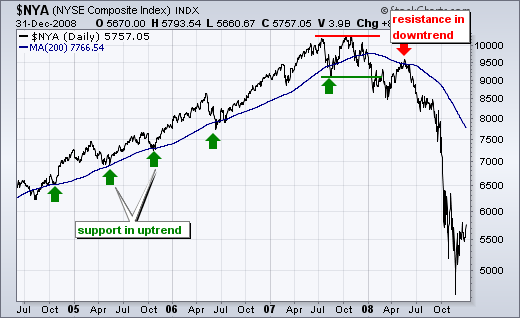 $NYA (NYSE Composite Index) INDX
31-Dec-2008 O 5670.00 H 5793.54 L 5660.67 C 5757.05 V 3.9B Chg
resistance in
downtrend
$NYA (Daily) 5757.05
MA(200) 7766.54
10000
9500
9000
8500
8000
7500
7000
6500
6000
5500
5000
support in uptrend
Jul Oct 05 Apr Jul Oct 06 Apr Jul Oct 07 Apr Jul Oct 08 Apr Jul Oct